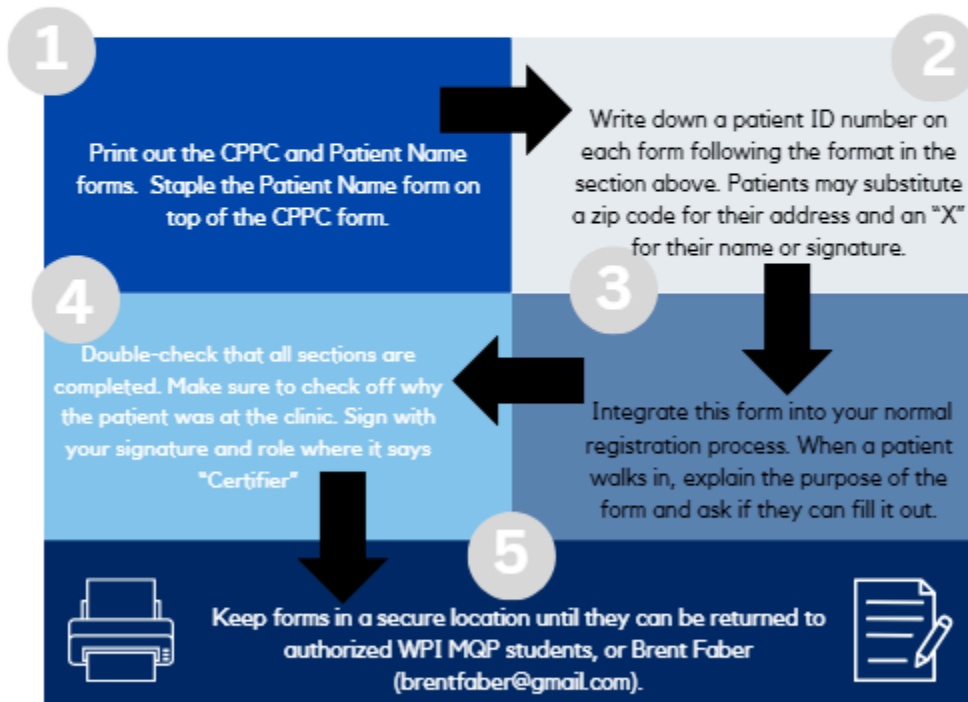 1
Print out the CPPC and Patient Name
forms. Staple the Patient Name form on
top of the CPPC form.
2
Write down a patient ID number on
each form following the format in the
section above. Patients may substitute
a zip code for their address and an "X"
for their name or signature.
3
Integrate this form into your normal
registration process. When a patient
walks in, explain the purpose of the
form and ask if they can fill it out.
4
Double-check that all sections are
completed. Make sure to check off why
the patient was at the clinic. Sign with
your signature and role where it says
"Certifier"
5
Keep forms in a secure location until they can be returned to
authorized WPI MQP students, or Brent Faber
(brentfaber@gmail.com).